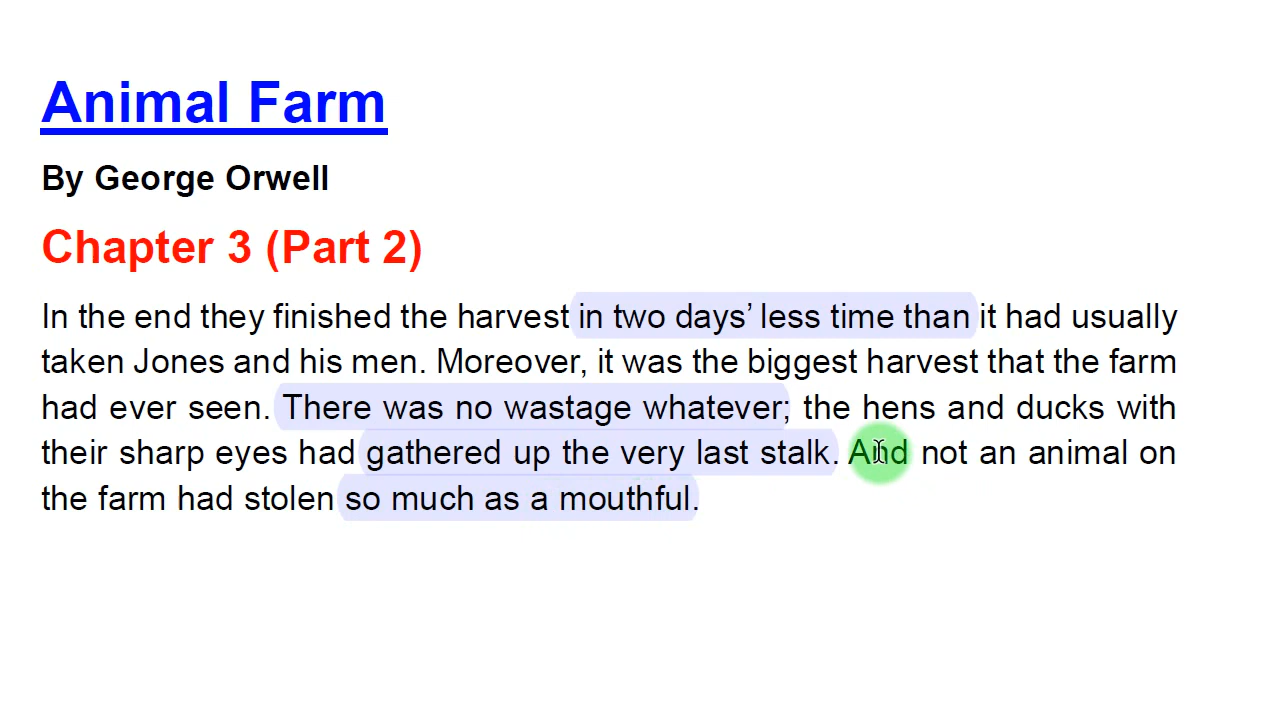 Animal Farm
By George Orwell
Chapter 3 (Part 2)
In the end they finished the harvest in two days’ less time than it had usually
taken Jones and his men. Moreover, it was the biggest harvest that the farm
had ever seen. There was no wastage whatever; the hens and ducks with
their sharp eyes had gathered up the very last stalk. And not an animal on
the farm had stolen so much as a mouthful.